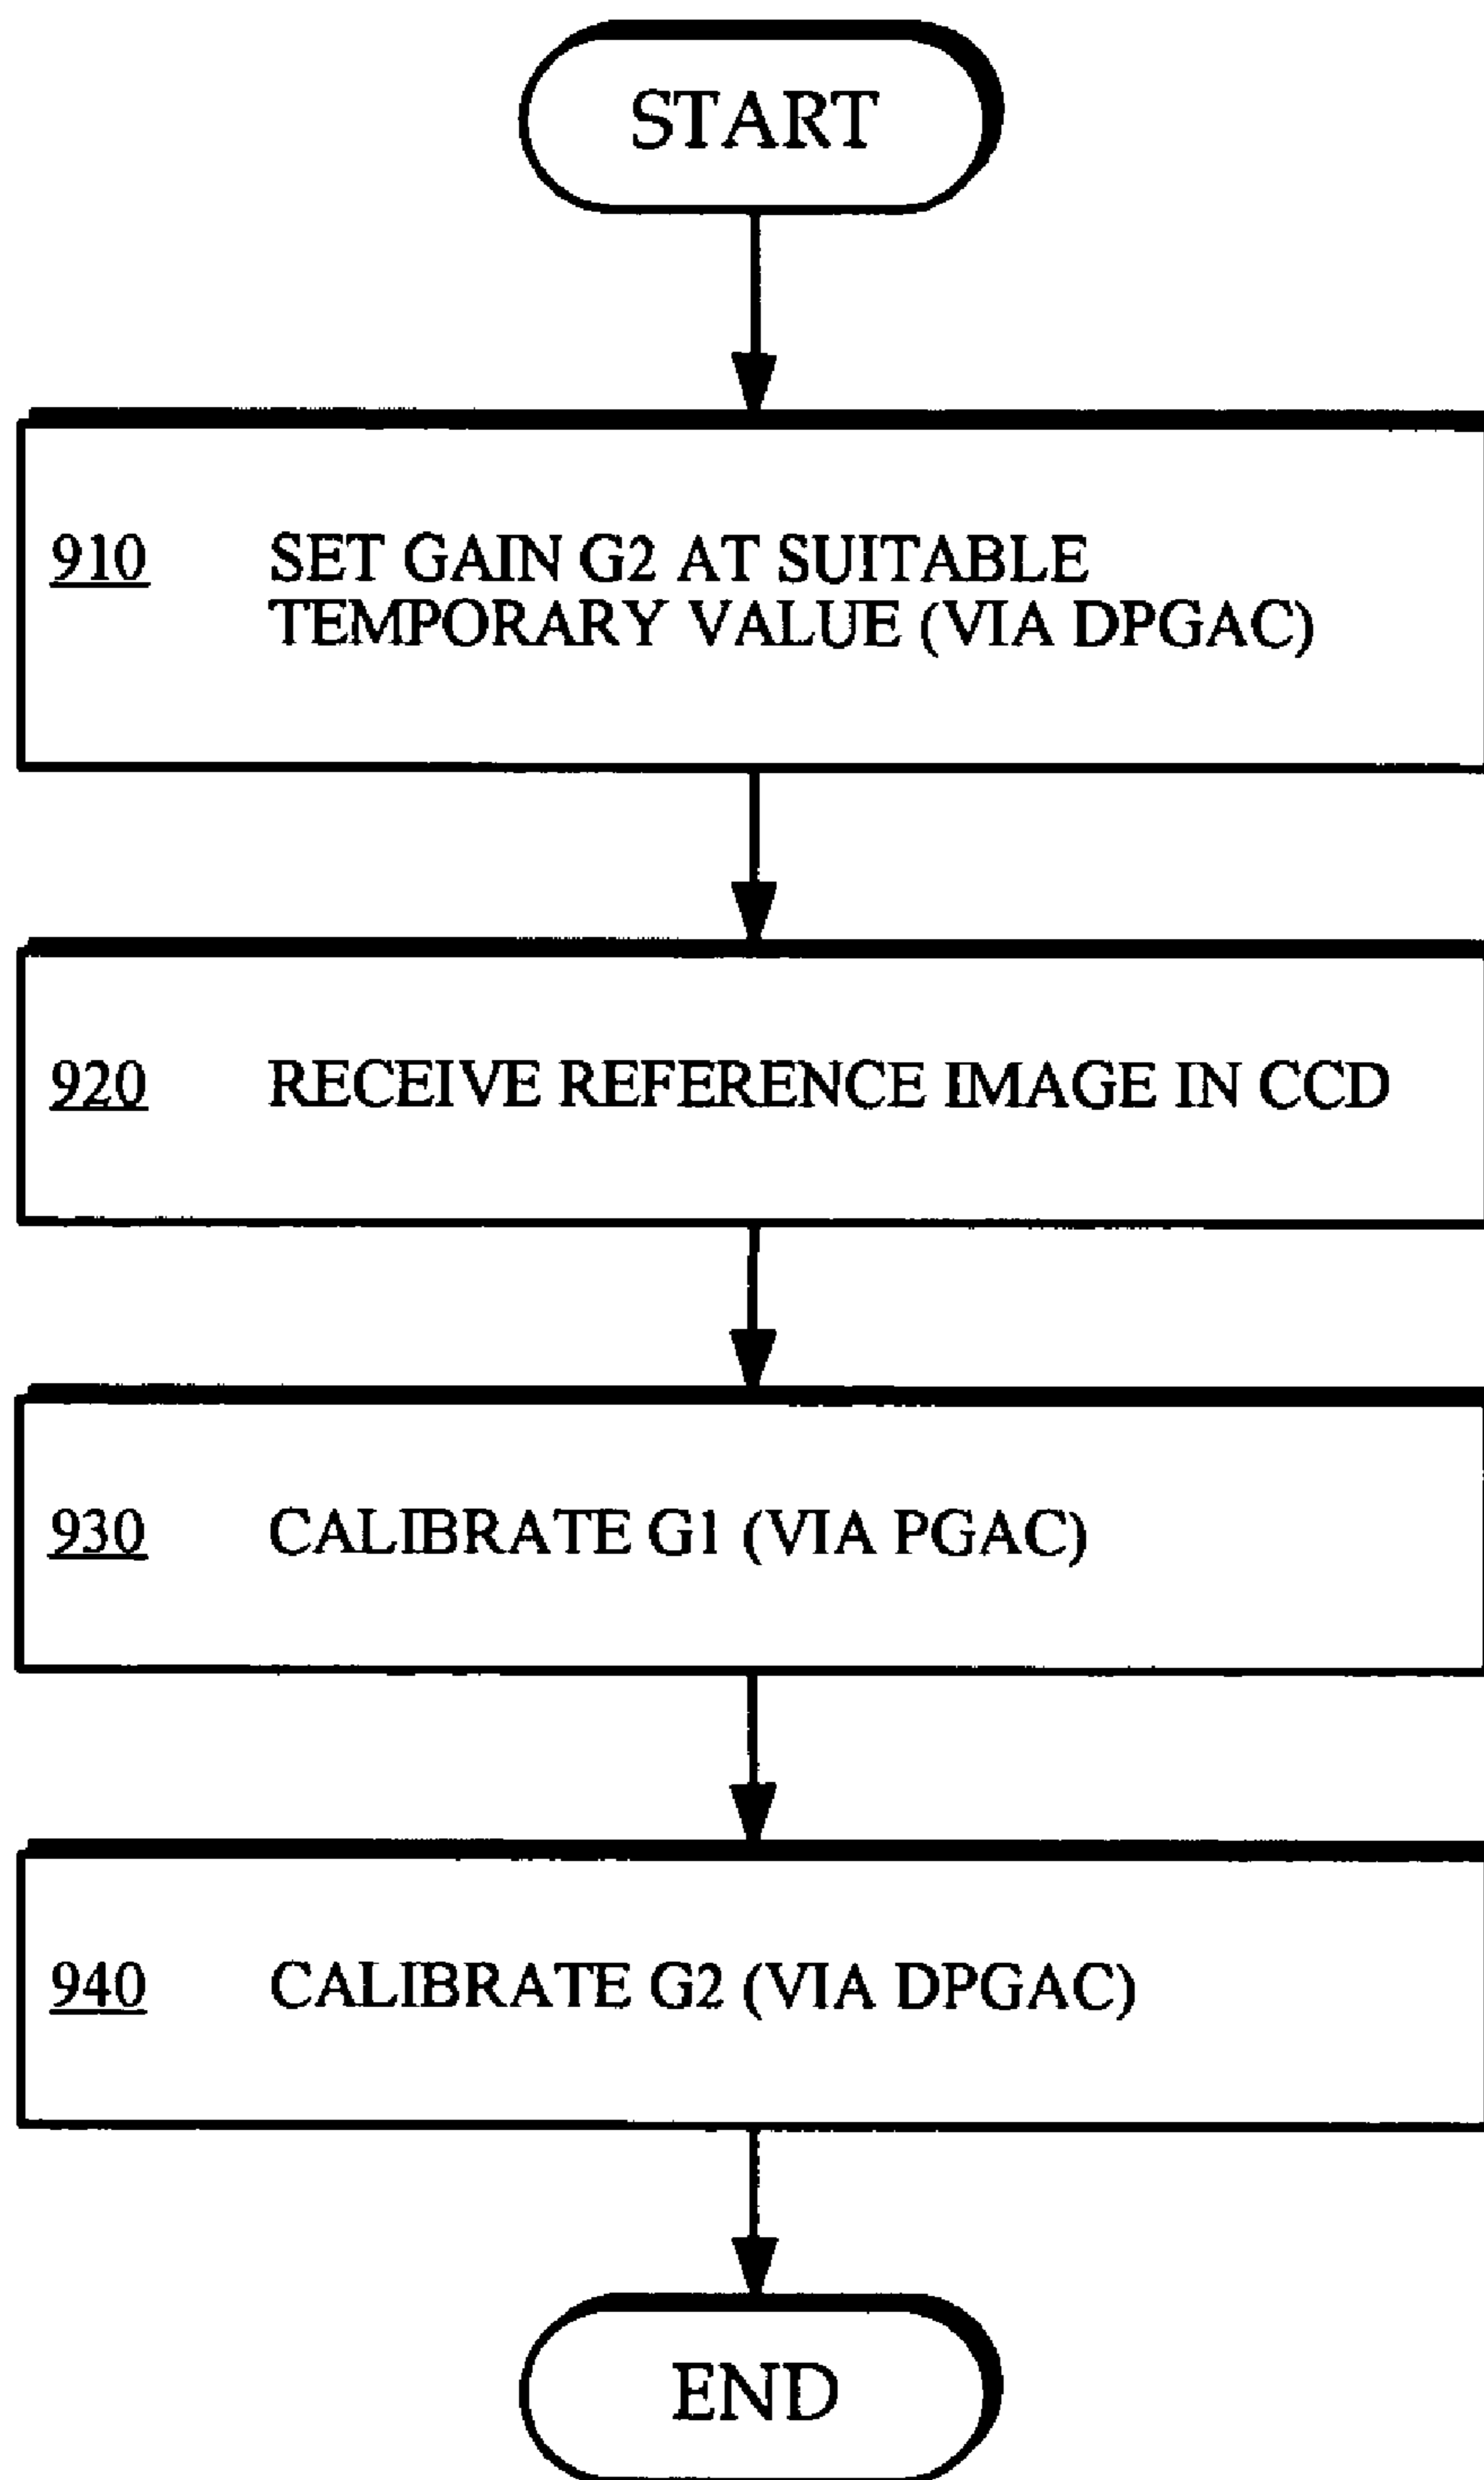 START
910 SET GAIN G2 AT SUITABLE
TEMPORARY VALUE (VIA DPGAC)
920 RECEIVE REFERENCE IMAGE IN CCD
930 CALIBRATE G1 (VIA PGAC)
940 CALIBRATE G2 (VIA DPGAC)
END